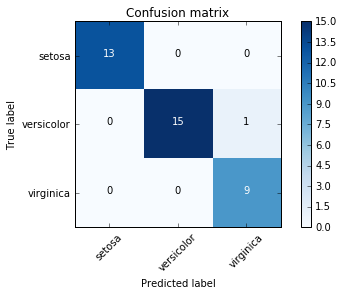 Confusion matrix
True label
setosa 13 0 0
versicolor 0 15 1
virginica 0 0 9
setosa versicolor virginica
Predicted label
15.0
13.5
12.0
10.5
9.0
7.5
6.0
4.5
3.0
1.5
0.0